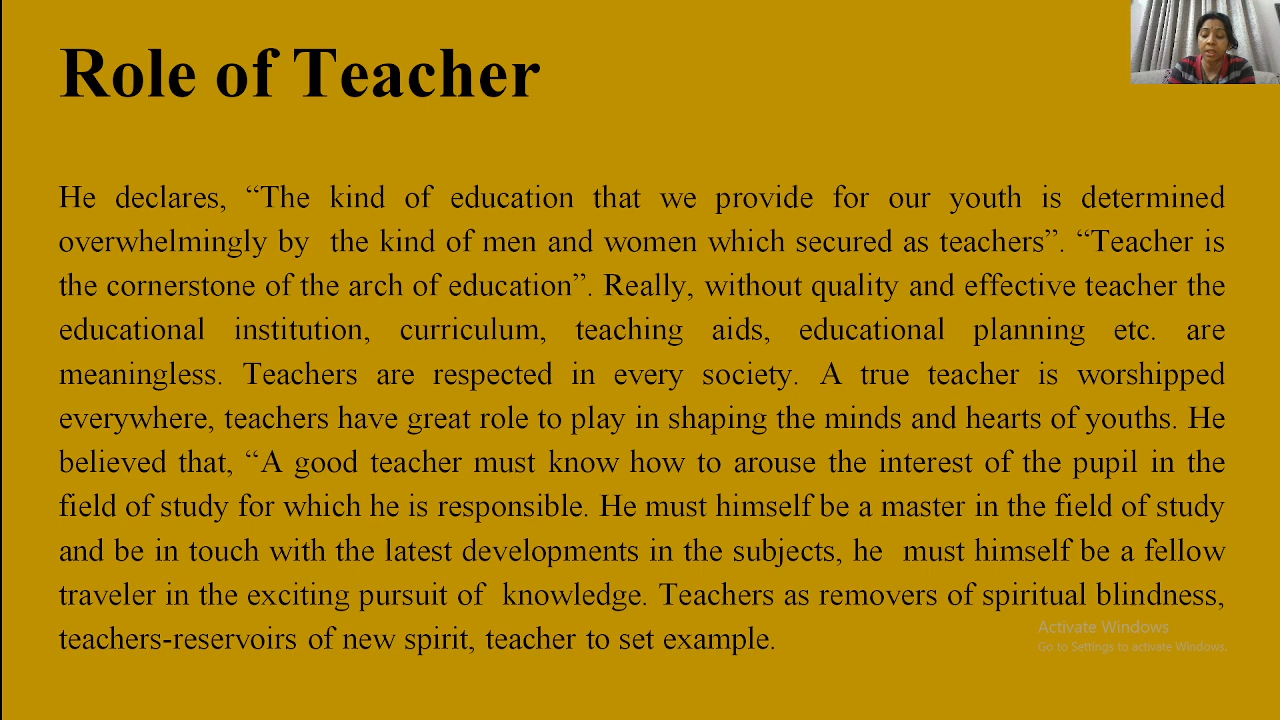 Role of Teacher
He declares, “The kind of education that we provide for our youth is determined
overwhelmingly by the kind of men and women which secured as teachers”. “Teacher is
the cornerstone of the arch of education”. Really, without quality and effective teacher the
educational institution, curriculum, teaching aids, educational planning etc. are
meaningless. Teachers are respected in every society. A true teacher is worshipped
everywhere, teachers have great role to play in shaping the minds and hearts of youths. He
believed that, “A good teacher must know how to arouse the interest of the pupil in the
field of study for which he is responsible. He must himself be a master in the field of study
and be in touch with the latest developments in the subjects, he must himself be a fellow
traveler in the exciting pursuit of knowledge. Teachers as removers of spiritual blindness,
teachers-reservoirs of new spirit, teacher to set example.
Activate Windows
Go to Settings to activate Windows.